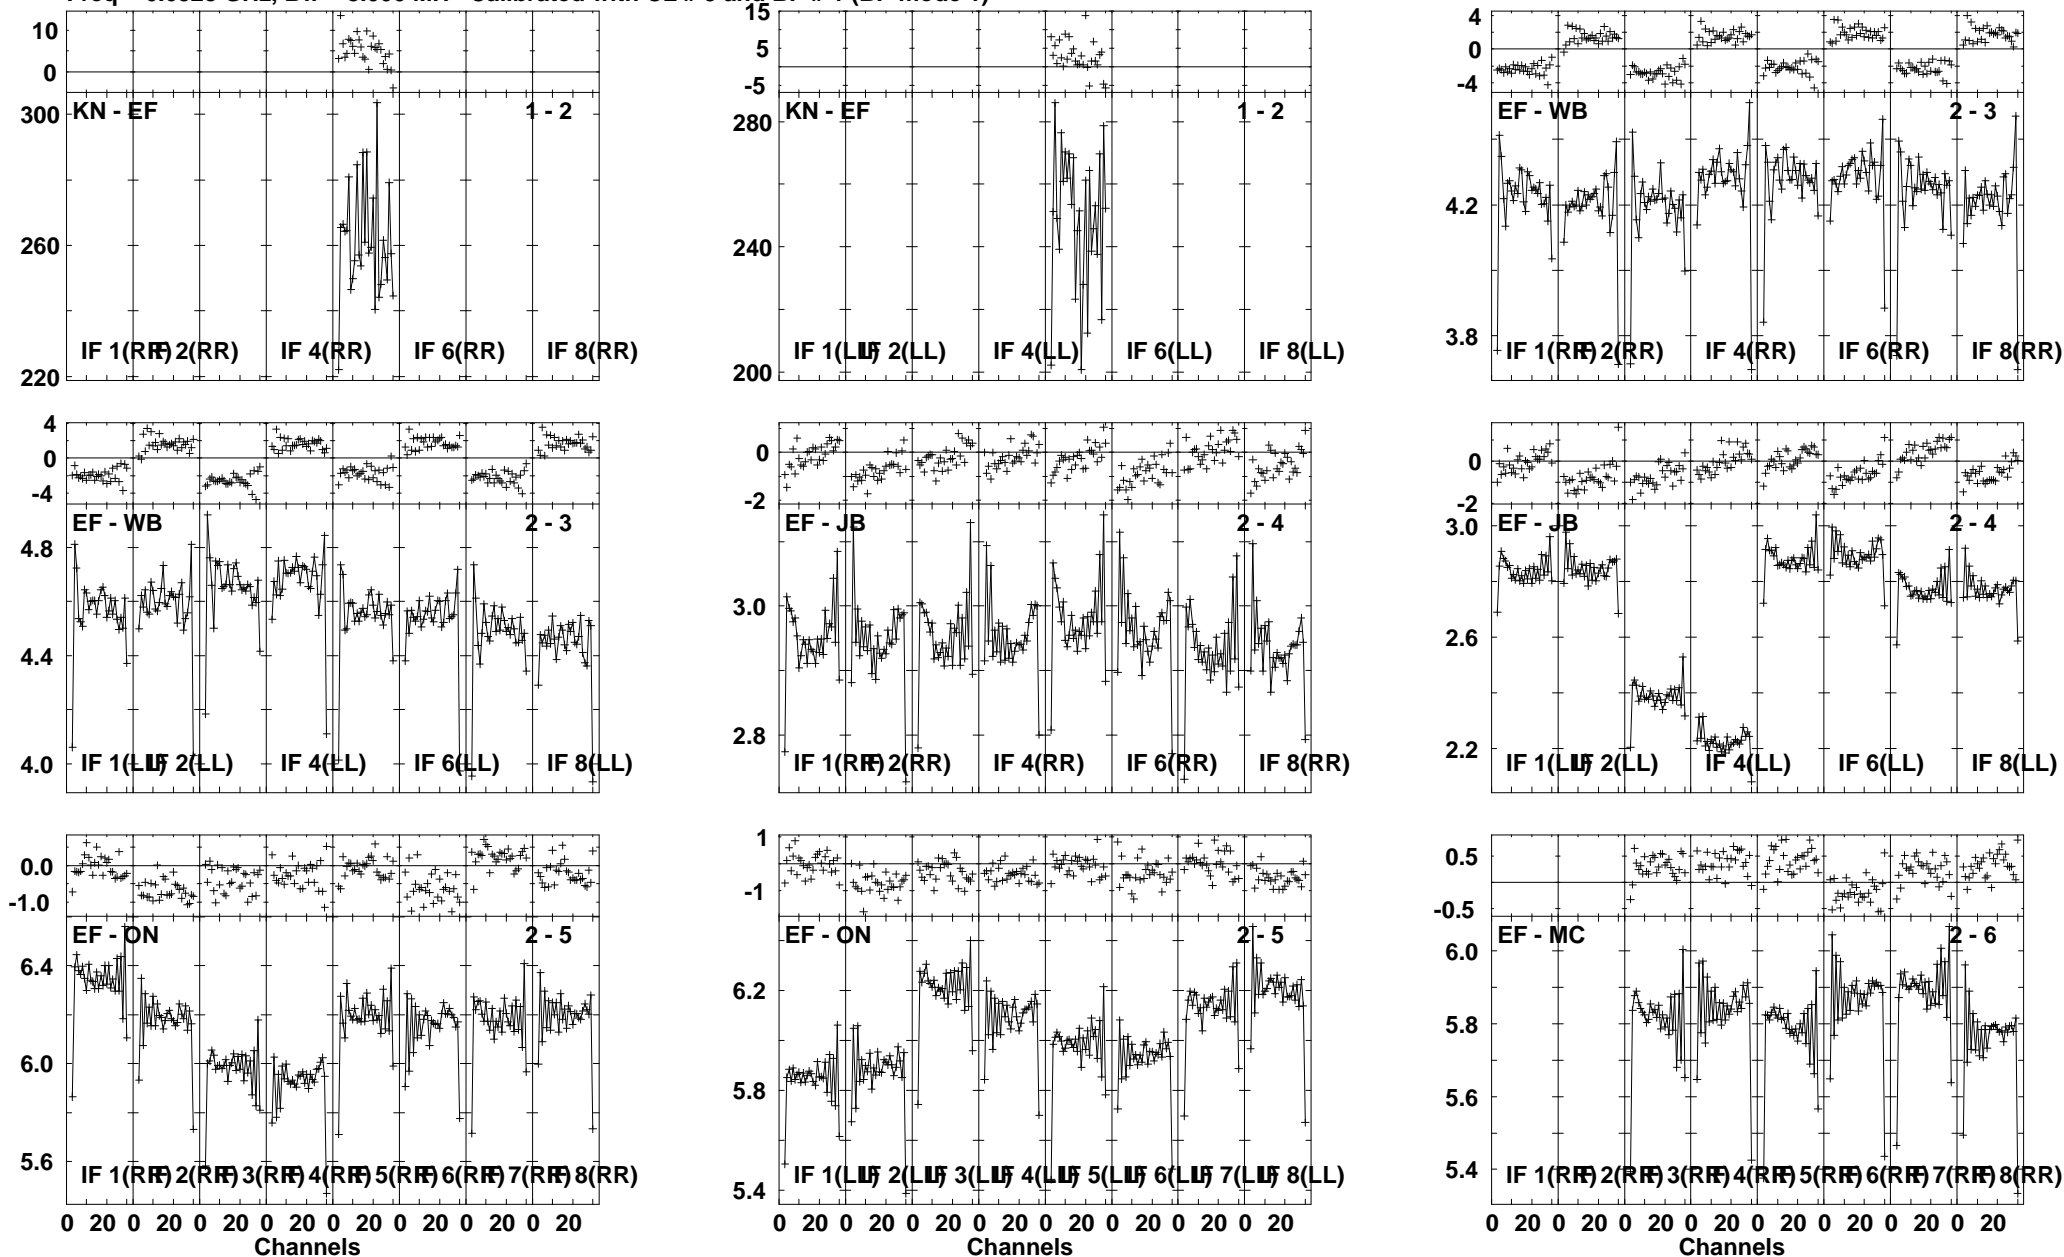 10
0
300
260
220
KN - EF
1 - 2
IF 1(RR)
IF 2(RR)
IF 4(RR)
IF 6(RR)
IF 8(RR)
15
5
-5
280
240
200
KN - EF
1 - 2
IF 1(LL)
IF 2(LL)
IF 4(LL)
IF 6(LL)
IF 8(LL)
4
0
-4
4.2
3.8
EF - WB
2 - 3
IF 1(RR)
IF 2(RR)
IF 4(RR)
IF 6(RR)
IF 8(RR)
4
0
-4
4.8
4.4
4.0
EF - WB
2 - 3
IF 1(LL)
IF 2(LL)
IF 4(LL)
IF 6(LL)
IF 8(LL)
0
-2
3.0
2.8
EF - JB
2 - 4
IF 1(RR)
IF 2(RR)
IF 4(RR)
IF 6(RR)
IF 8(RR)
0
-2
3.0
2.6
2.2
EF - JB
2 - 4
IF 1(LL)
IF 2(LL)
IF 4(LL)
IF 6(LL)
IF 8(LL)
0.0
-1.0
6.4
6.0
5.6
EF - ON
2 - 5
IF 1(RR)
IF 2(RR)
IF 3(RR)
IF 4(RR)
IF 5(RR)
IF 6(RR)
IF 7(RR)
IF 8(RR)
0 20 0 20 0 20 0 20 0 20 0 20 0 20 0 20
Channels
1
-1
6.2
5.8
5.4
EF - ON
2 - 5
IF 1(LL)
IF 2(LL)
IF 3(LL)
IF 4(LL)
IF 5(LL)
IF 6(LL)
IF 7(LL)
IF 8(LL)
0 20 0 20 0 20 0 20 0 20 0 20 0 20 0 20
Channels
0.5
-0.5
6.0
5.8
5.6
5.4
EF - MC
2 - 6
IF 1(RR)
IF 2(RR)
IF 3(RR)
IF 4(RR)
IF 5(RR)
IF 6(RR)
IF 7(RR)
IF 8(RR)
0 20 0 20 0 20 0 20 0 20 0 20 0 20 0 20
Channels